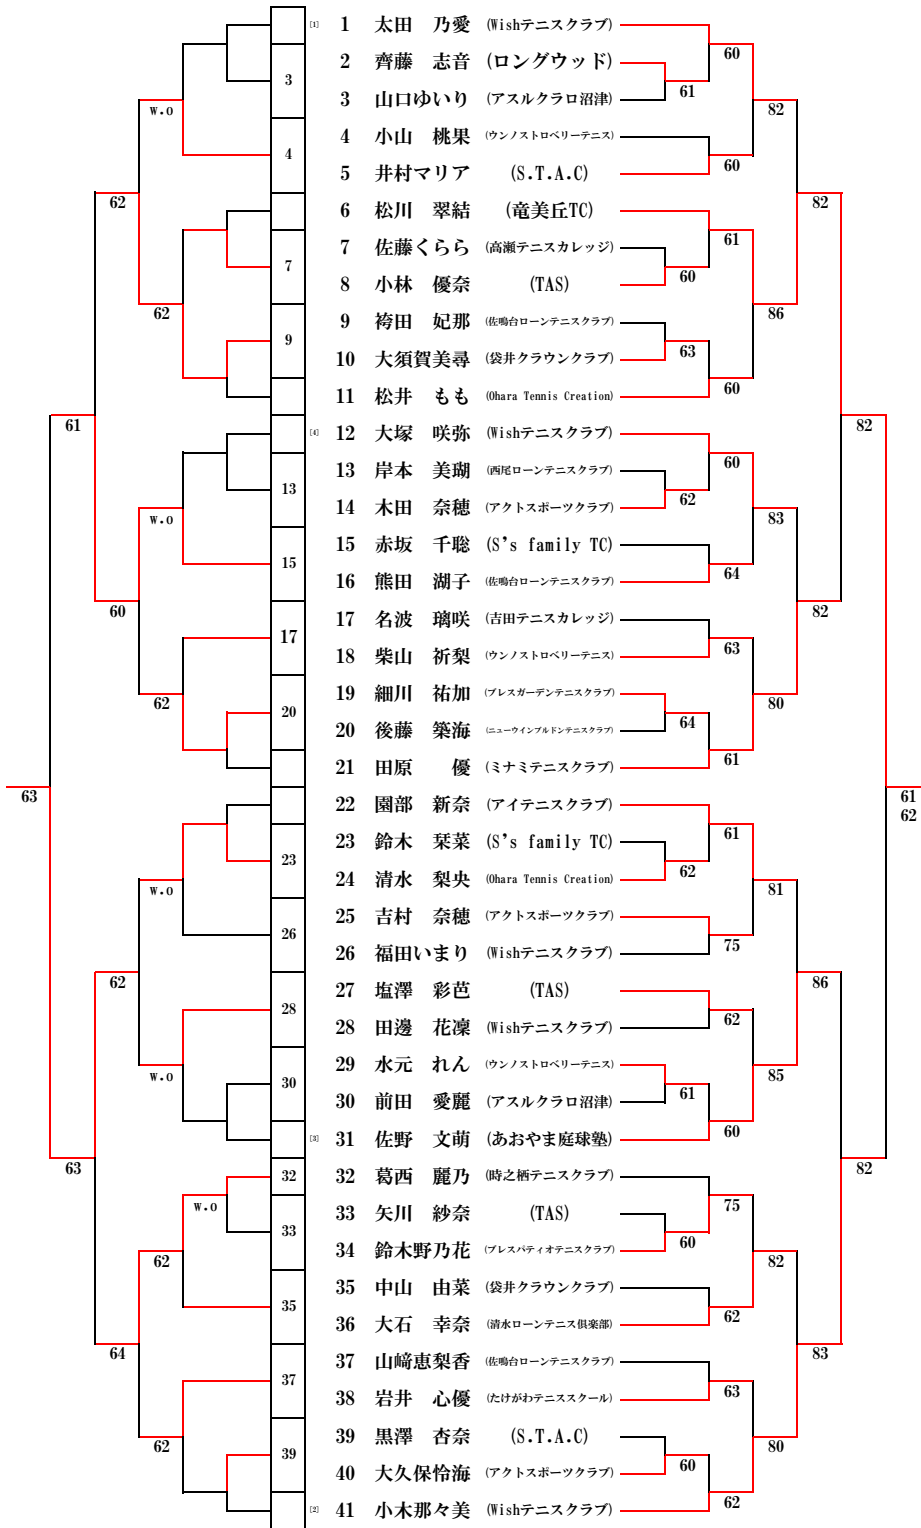 [1] 1 太田 乃愛 (Wishテニスクラブ)
60
2 齊藤 志音 (ロングウッド)
3
61
3 山口ゆいり (アスルクラロ沼津)
w.o
82
4 小山 桃果 (ウンノストロベリーテニス)
4
60
5 井村マリア (S.T.A.C)
62
82
6 松川 翠結 (竜美丘TC)
61
7 佐藤くらら (高瀬テニスカレッジ)
7
60
8 小林 優奈 (TAS)
62
86
9 袴田 妃那 (佐鳴台ローンテニスクラブ)
9
63
10 大須賀美尋 (袋井クラウンクラブ)
60
11 松井 もも (Ohara Tennis Creation)
61
82
[4] 12 大塚 咲弥 (Wishテニスクラブ)
60
13 岸本 美瑚 (西尾ローンテニスクラブ)
13
62
14 木田 奈穂 (アクトスポーツクラブ)
w.o
83
15 赤坂 千聡 (S's family TC)
15
64
16 熊田 湖子 (佐鳴台ローンテニスクラブ)
60
82
17 名波 璃咲 (吉田テニスカレッジ)
17
63
18 柴山 祈梨 (ウンノストロベリーテニス)
19 細川 祐加 (ブレスガーデンテニスクラブ)
62
80
20
64
20 後藤 築海 (ニューウインブルドンテニスクラブ)
61
21 田原 優 (ミナミテニスクラブ)
63
61
62
22 園部 新奈 (アイテニスクラブ)
61
23 鈴木 栞菜 (S's family TC)
23
62
24 清水 梨央 (Ohara Tennis Creation)
w.o
81
25 吉村 奈穂 (アクトスポーツクラブ)
26
75
26 福田いまり (Wishテニスクラブ)
62
86
27 塩澤 彩芭 (TAS)
28
62
28 田邊 花凜 (Wishテニスクラブ)
29 水元 れん (ウンノストロベリーテニス)
w.o
85
30
61
30 前田 愛麗 (アスルクラロ沼津)
60
[3] 31 佐野 文萌 (あおやま庭球塾)
63
82
32
32 葛西 麗乃 (時之栖テニスクラブ)
w.o
75
33 矢川 紗奈 (TAS)
33
60
34 鈴木野乃花 (ブレスパティオテニスクラブ)
62
82
35 中山 由菜 (袋井クラウンクラブ)
35
62
36 大石 幸奈 (清水ローンテニス倶楽部)
64
83
37 山﨑恵梨香 (佐鳴台ローンテニスクラブ)
37
63
38 岩井 心優 (たけがわテニススクール)
39 黒澤 杏奈 (S.T.A.C)
62
80
39
60
40 大久保怜海 (アクトスポーツクラブ)
62
[2] 41 小木那々美 (Wishテニスクラブ)